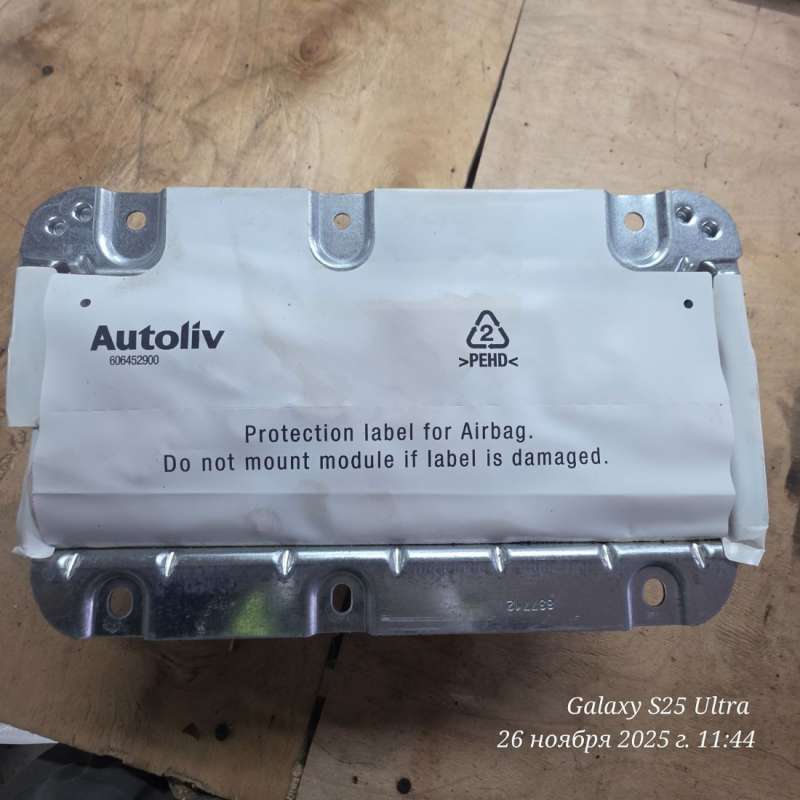 Autoliv
606452900
2
>PEHD<
Protection label for Airbag.
Do not mount module if label is damaged.
637712
Galaxy S25 Ultra
26 ноября 2025 г. 11:44